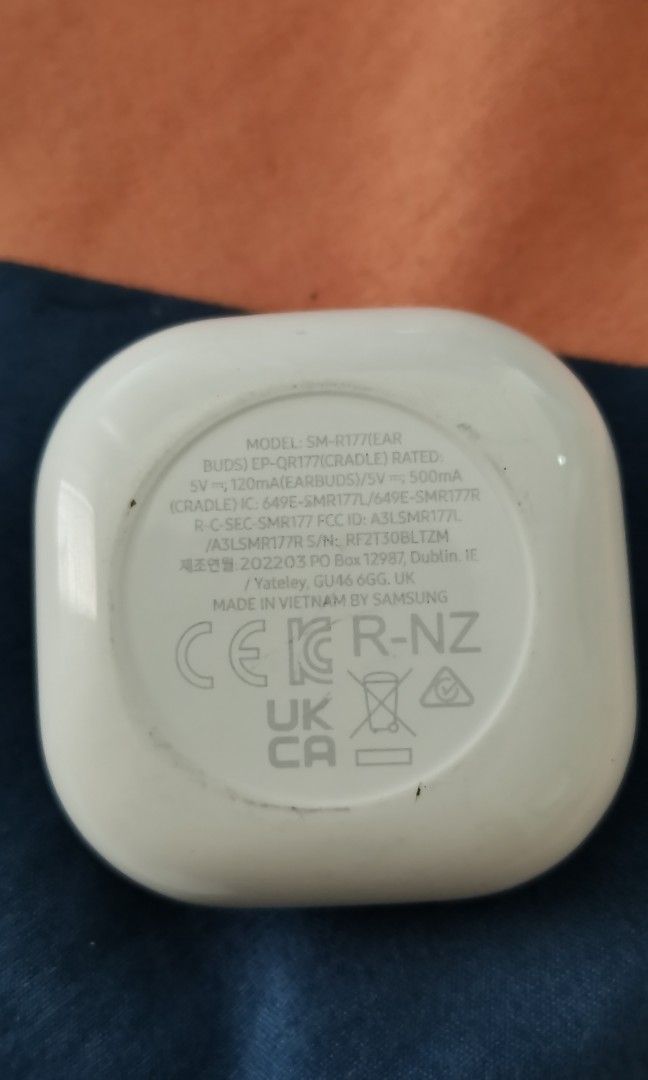 MODEL: SM-R177(EAR
BUDS) EP-QR177(CRADLE) RATED:
5V ⎓; 120mA(EARBUDS)/5V ⎓; 500mA
(CRADLE) IC: 649E-SMR177L/649E-SMR177R
R-C-SEC-SMR177 FCC ID: A3LSMR177L
/A3LSMR177R S/N: RF2T30BLTZM
제조연월: 202203 PO Box 12987, Dublin. IE
/ Yateley, GU46 6GG. UK
MADE IN VIETNAM BY SAMSUNG
CE KC R-NZ
UK
CA